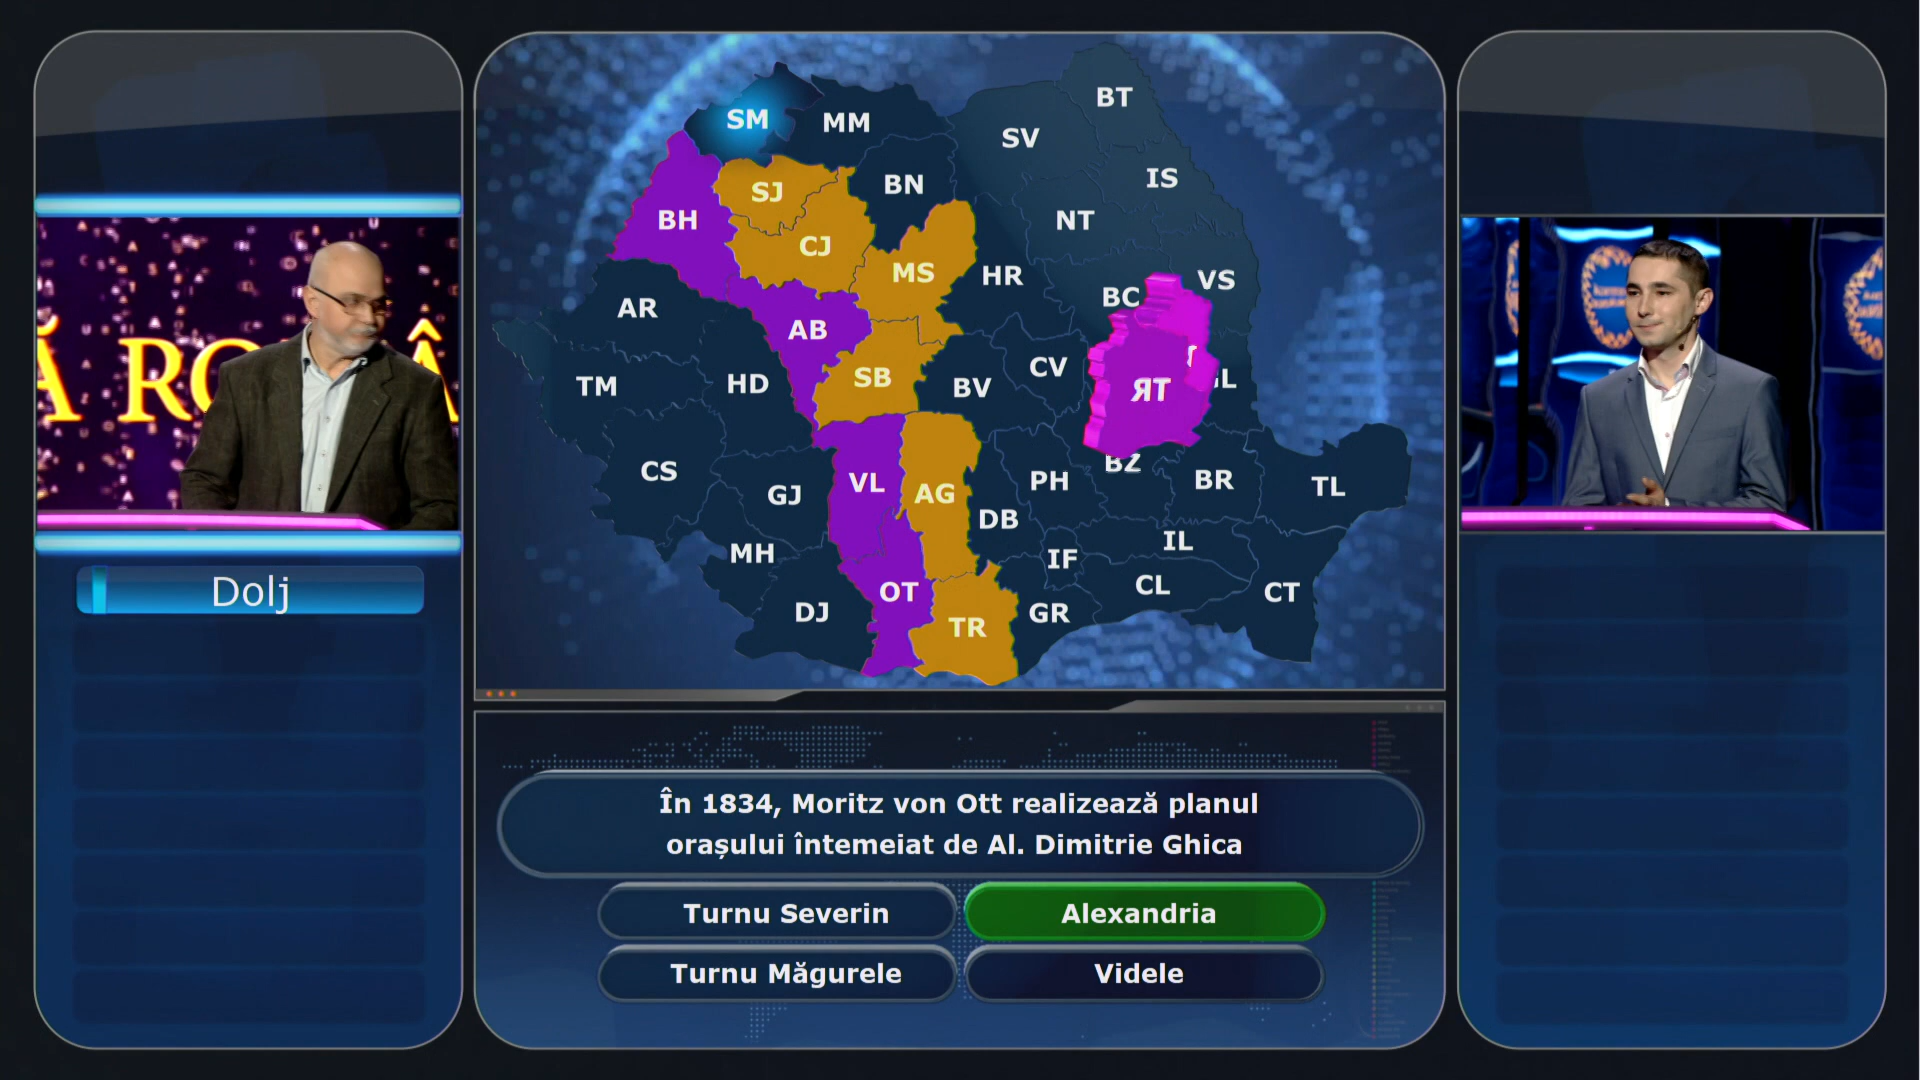 Ă RO Â
Dolj
SM
MM
SV
BT
BH
SJ
BN
IS
CJ
NT
MS
HR
VS
BC
AR
AB
TM
HD
SB
BV
CV
ЯT
L
CS
GJ
VL
AG
PH
BZ
BR
TL
DB
MH
IF
IL
OT
CL
CT
DJ
TR
GR
În 1834, Moritz von Ott realizează planul
orașului întemeiat de Al. Dimitrie Ghica
Turnu Severin
Alexandria
Turnu Măgurele
Videle